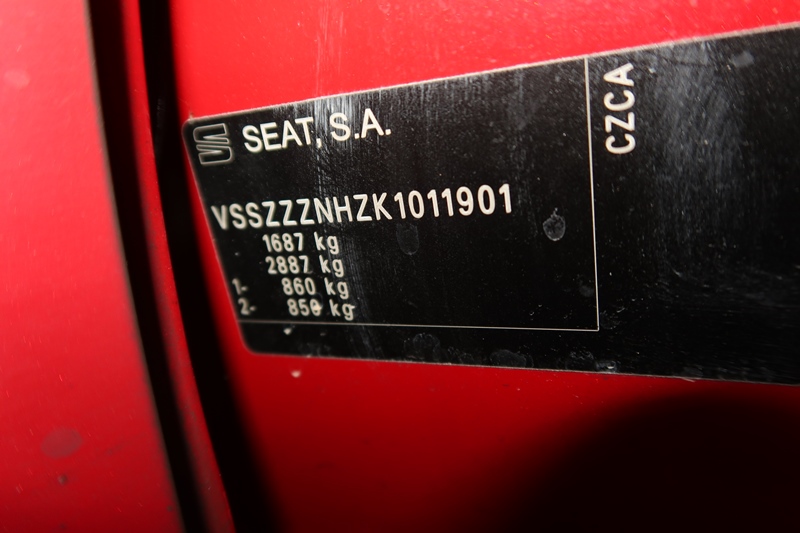 SEAT, S.A.
VSSZZZNHZK1011901
1687 kg
2887 kg
1- 860 kg
2- 850 kg
CZCA